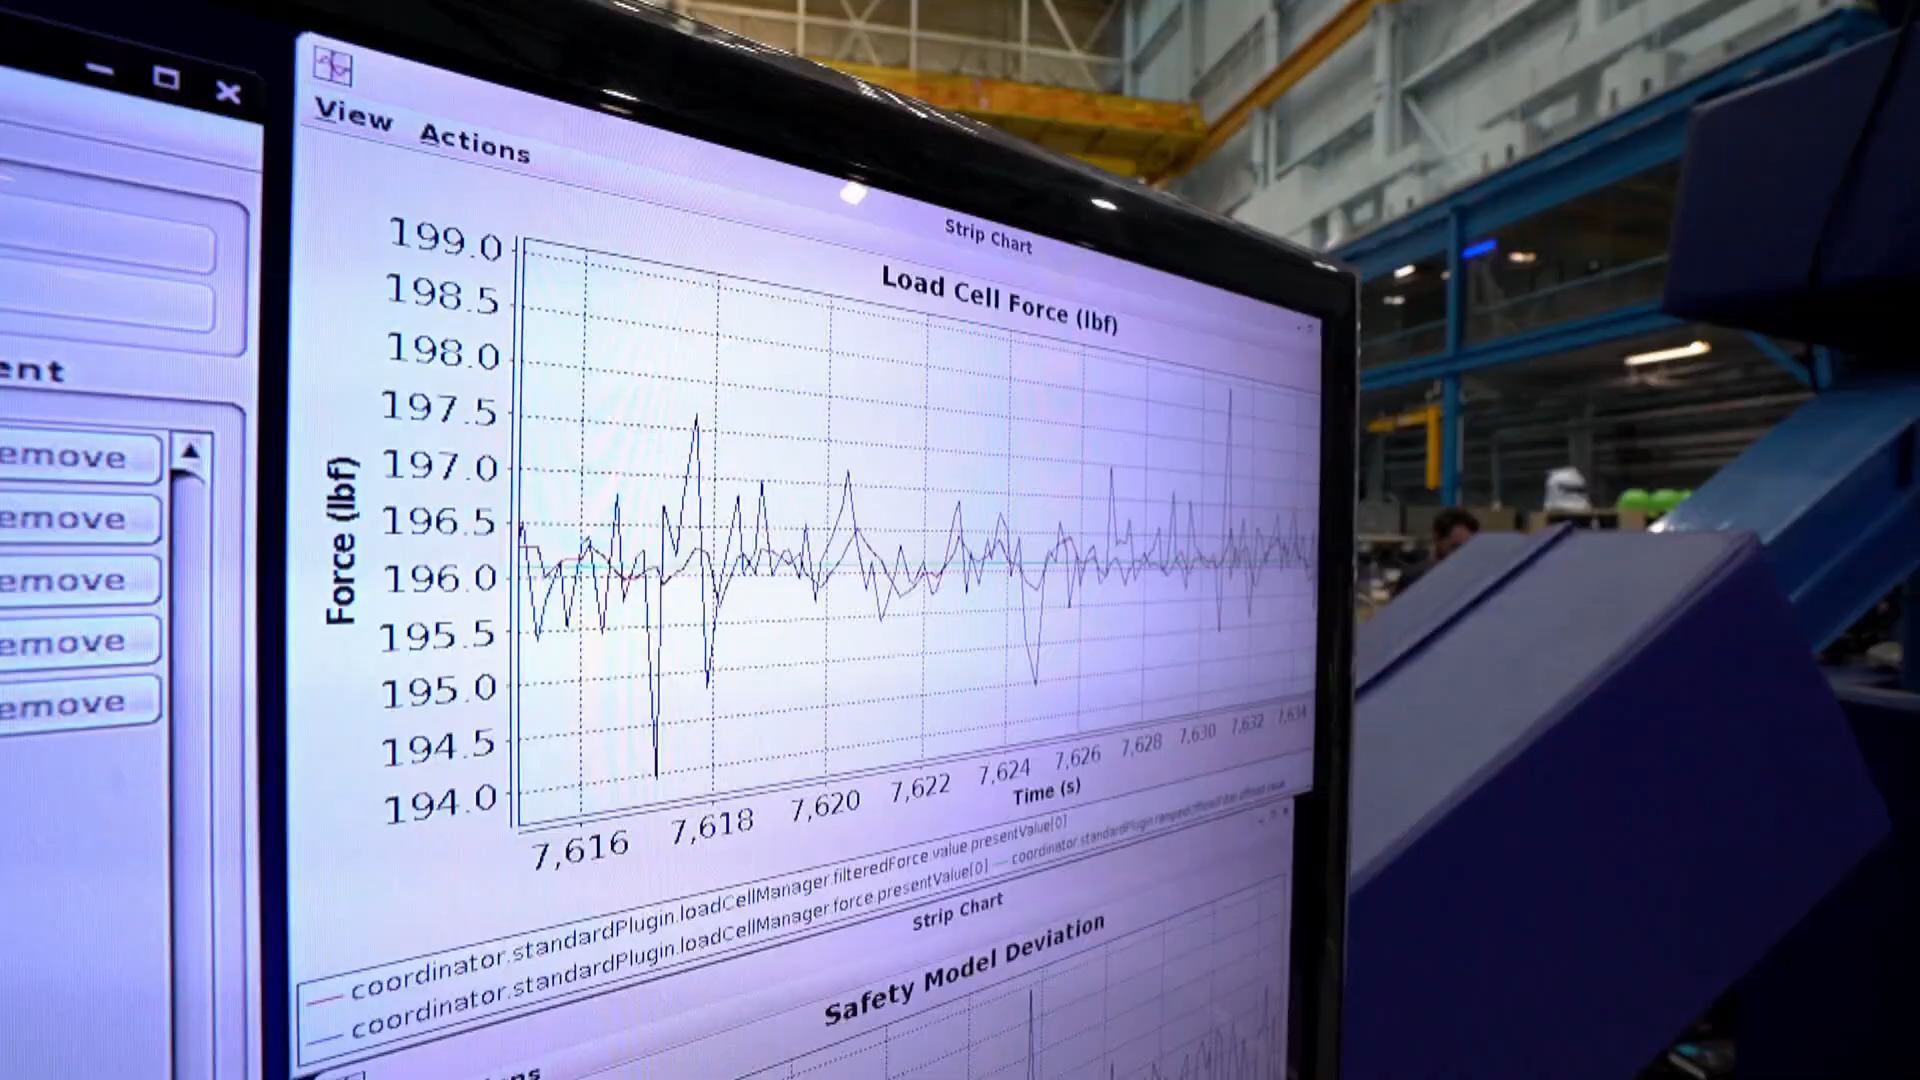 View Actions
Strip Chart
Load Cell Force (lbf)
199.0
198.5
198.0
197.5
197.0
196.5
196.0
195.5
195.0
194.5
194.0
Force (lbf)
7,616 7,618 7,620 7,622 7,624 7,626 7,628 7,630 7,632 7,634
Time (s)
coordinator.standardPlugin.loadCellManager.filteredForce.value.presentValue[0]
coordinator.standardPlugin.loadCellManager.force.presentValue[0]
Strip Chart
Safety Model Deviation
ent
emove
emove
emove
emove
emove